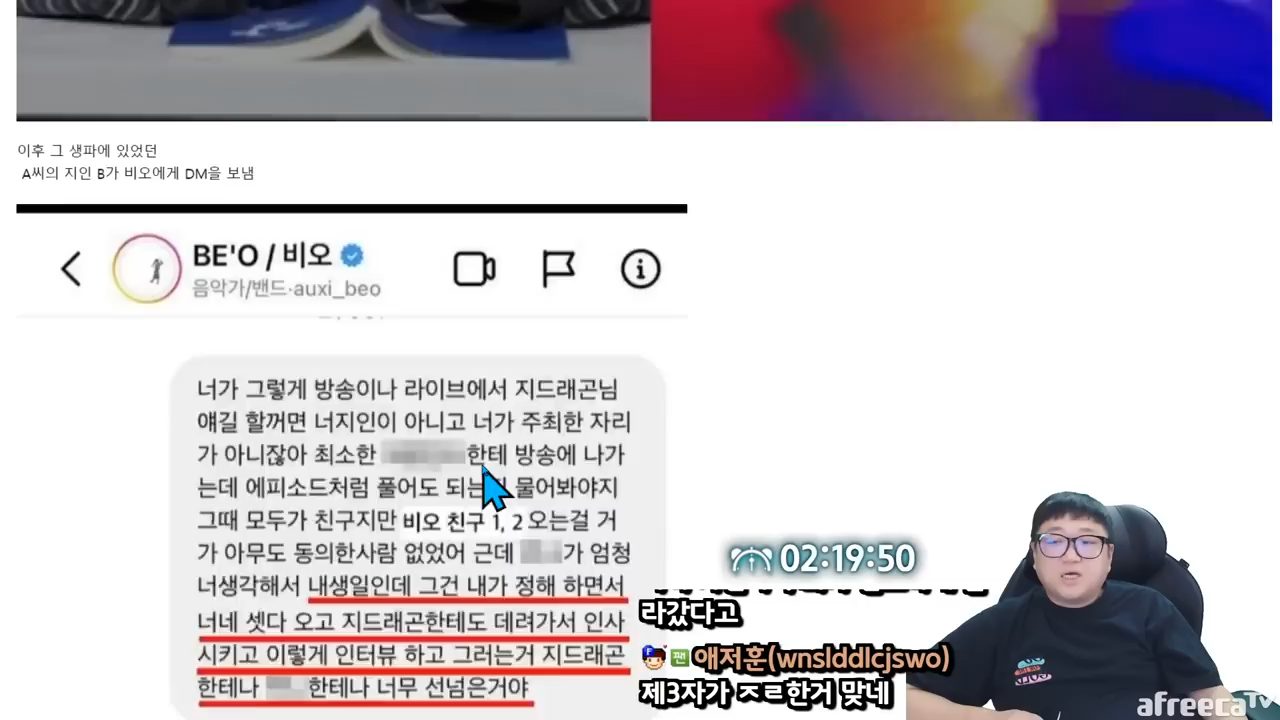 이후 그 생파에 있었던
A씨의 지인 B가 비오에게 DM을 보냄
BE'O / 비오
음악가/밴드·auxi_beo
너가 그렇게 방송이나 라이브에서 지드래곤님
얘길 할꺼면 너지인이 아니고 너가 주최한 자리
가 아니잖아 최소한 한테 방송에 나가
는데 에피소드처럼 풀어도 되는 물어봐야지
그때 모두가 친구지만 비오 친구 1, 2 오는걸 거
가 아무도 동의한사람 없었어 근데 가 엄청
너생각해서 내생일인데 그건 내가 정해 하면서
너네 셋다 오고 지드래곤한테도 데려가서 인사
시키고 이렇게 인터뷰 하고 그러는거 지드래곤
한테나 한테나 너무 선넘은거야
02:19:50
라갔다고
팬 애저훈(wnslddlcjswo)
제3자가 ㅈㄹ한거 맞네
afreecaTV